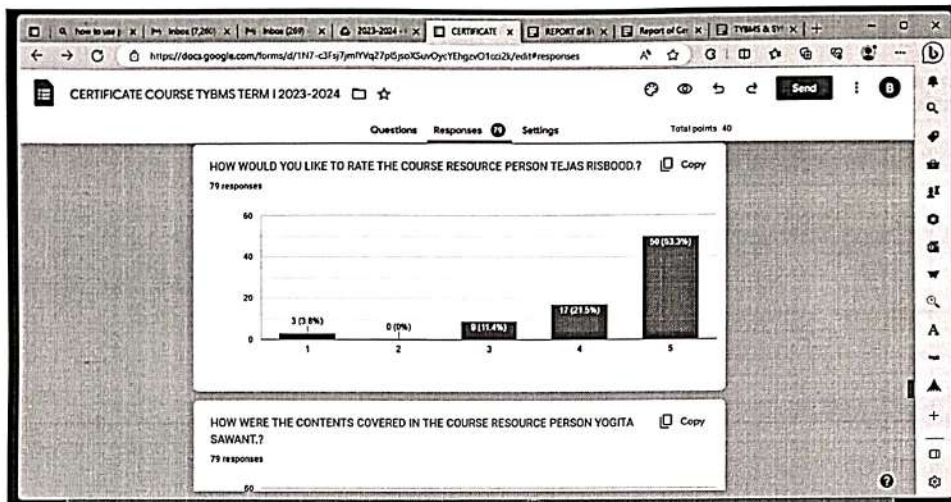 how to use
Inbox (7,260)
Inbox (269)
2023-2024
CERTIFICATE
REPORT of
Report of Cer
TYBMS & SY
https://docs.google.com/forms/d/
CERTIFICATE COURSE TYBMS TERM I 2023-2024
Send
B
Questions Responses 79 Settings
Total points 40
HOW WOULD YOU LIKE TO RATE THE COURSE RESOURCE PERSON TEJAS RISBOOD.?
Copy
79 responses
60
40
20
0
3 (3.8%)
0 (0%)
9 (11.4%)
17 (21.5%)
50 (63.3%)
1 2 3 4 5
HOW WERE THE CONTENTS COVERED IN THE COURSE RESOURCE PERSON YOGITA
SAWANT.?
Copy
79 responses
60